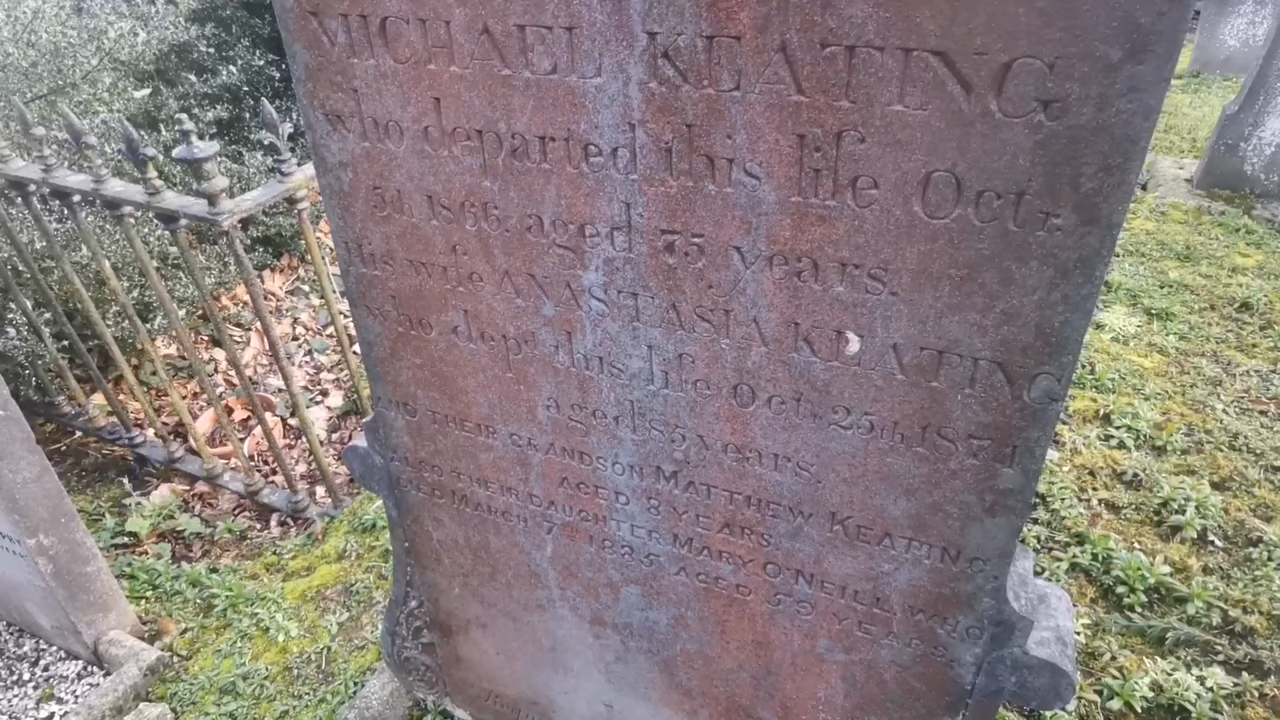 MICHAEL KEATING
who departed this life Octr.
5th 1866. aged 75 years.
His wife ANASTASIA KEATING
who depd this life Octr 25th 1874
aged 85 years.
AND THEIR GRANDSON MATTHEW KEATING.
AGED 8 YEARS.
ALSO THEIR DAUGHTER MARY O'NEILL, WHO
DIED MARCH 7TH 1885 AGED 59 YEARS.